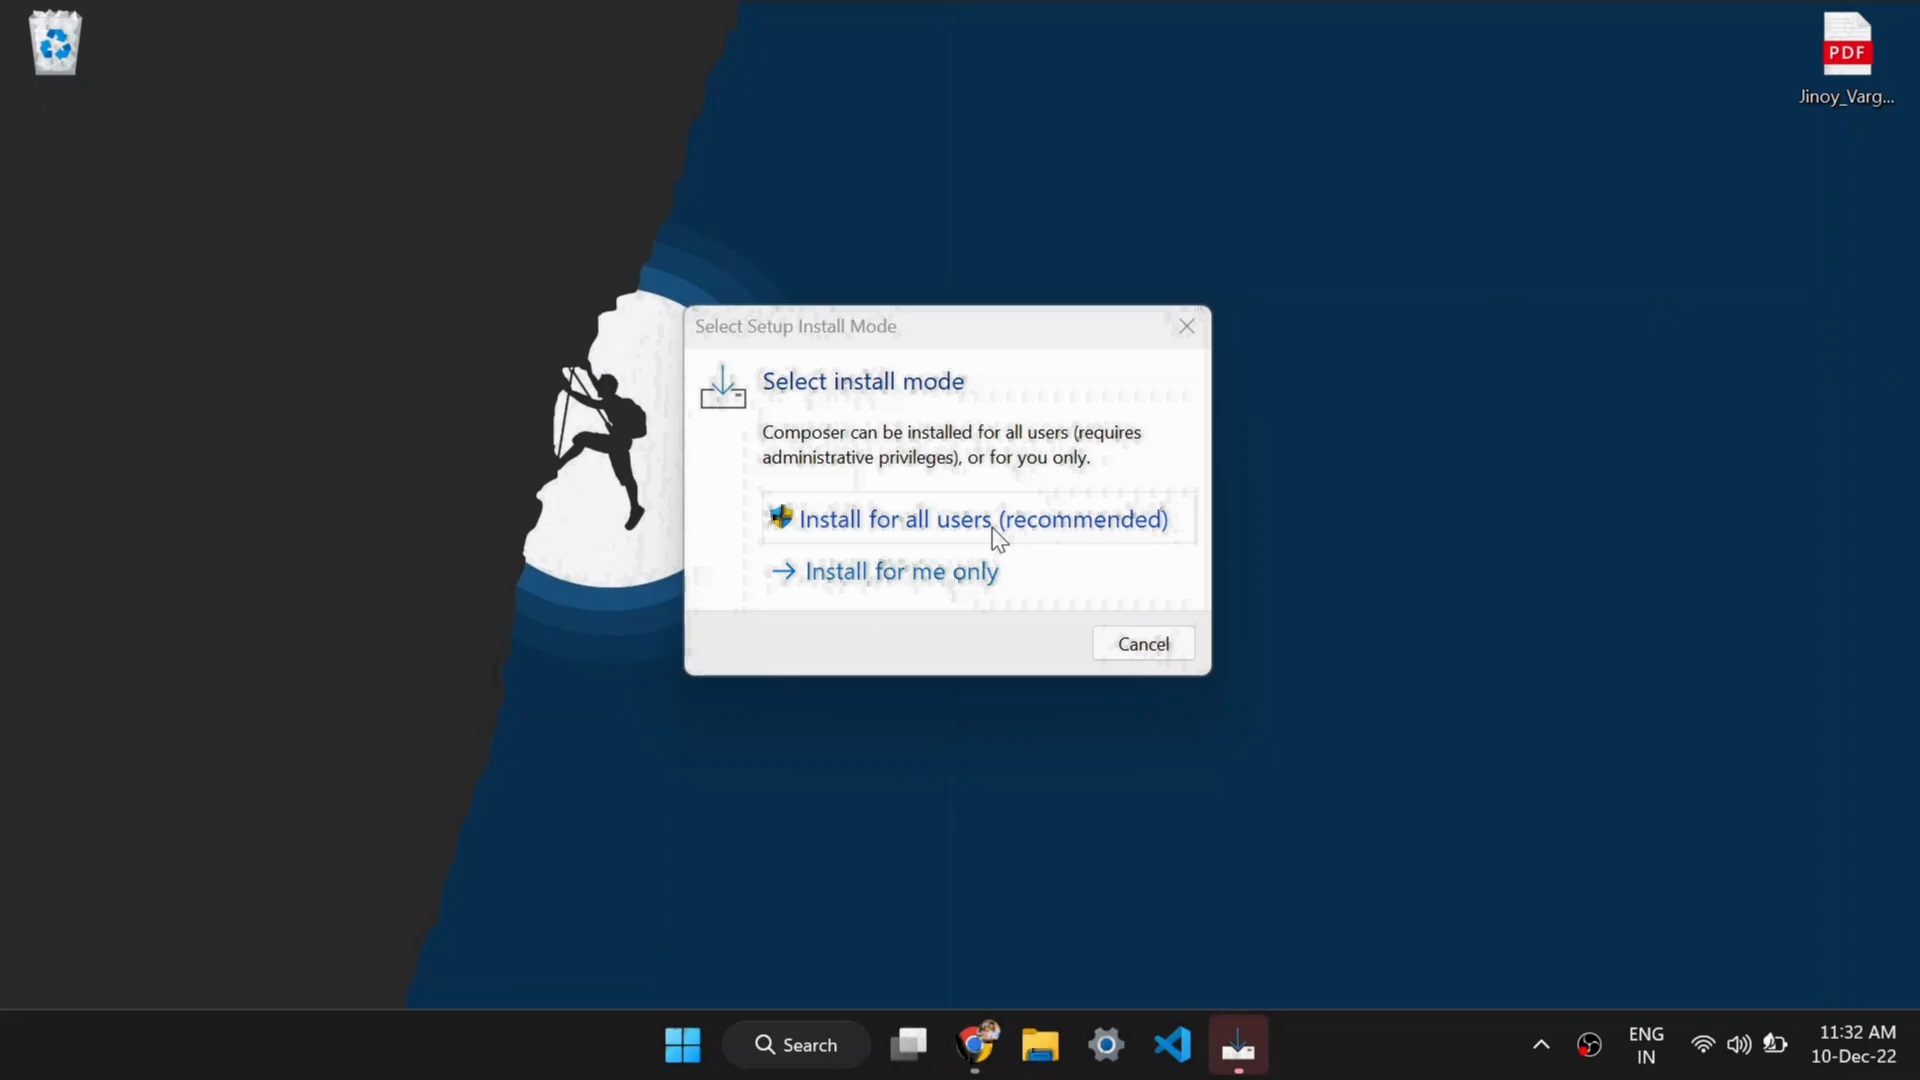 PDF
Jinoy_Varg...
Select Setup Install Mode
Select install mode
Composer can be installed for all users (requires
administrative privileges), or for you only.
Install for all users (recommended)
Install for me only
Cancel
Search
ENG
IN
11:32 AM
10-Dec-22